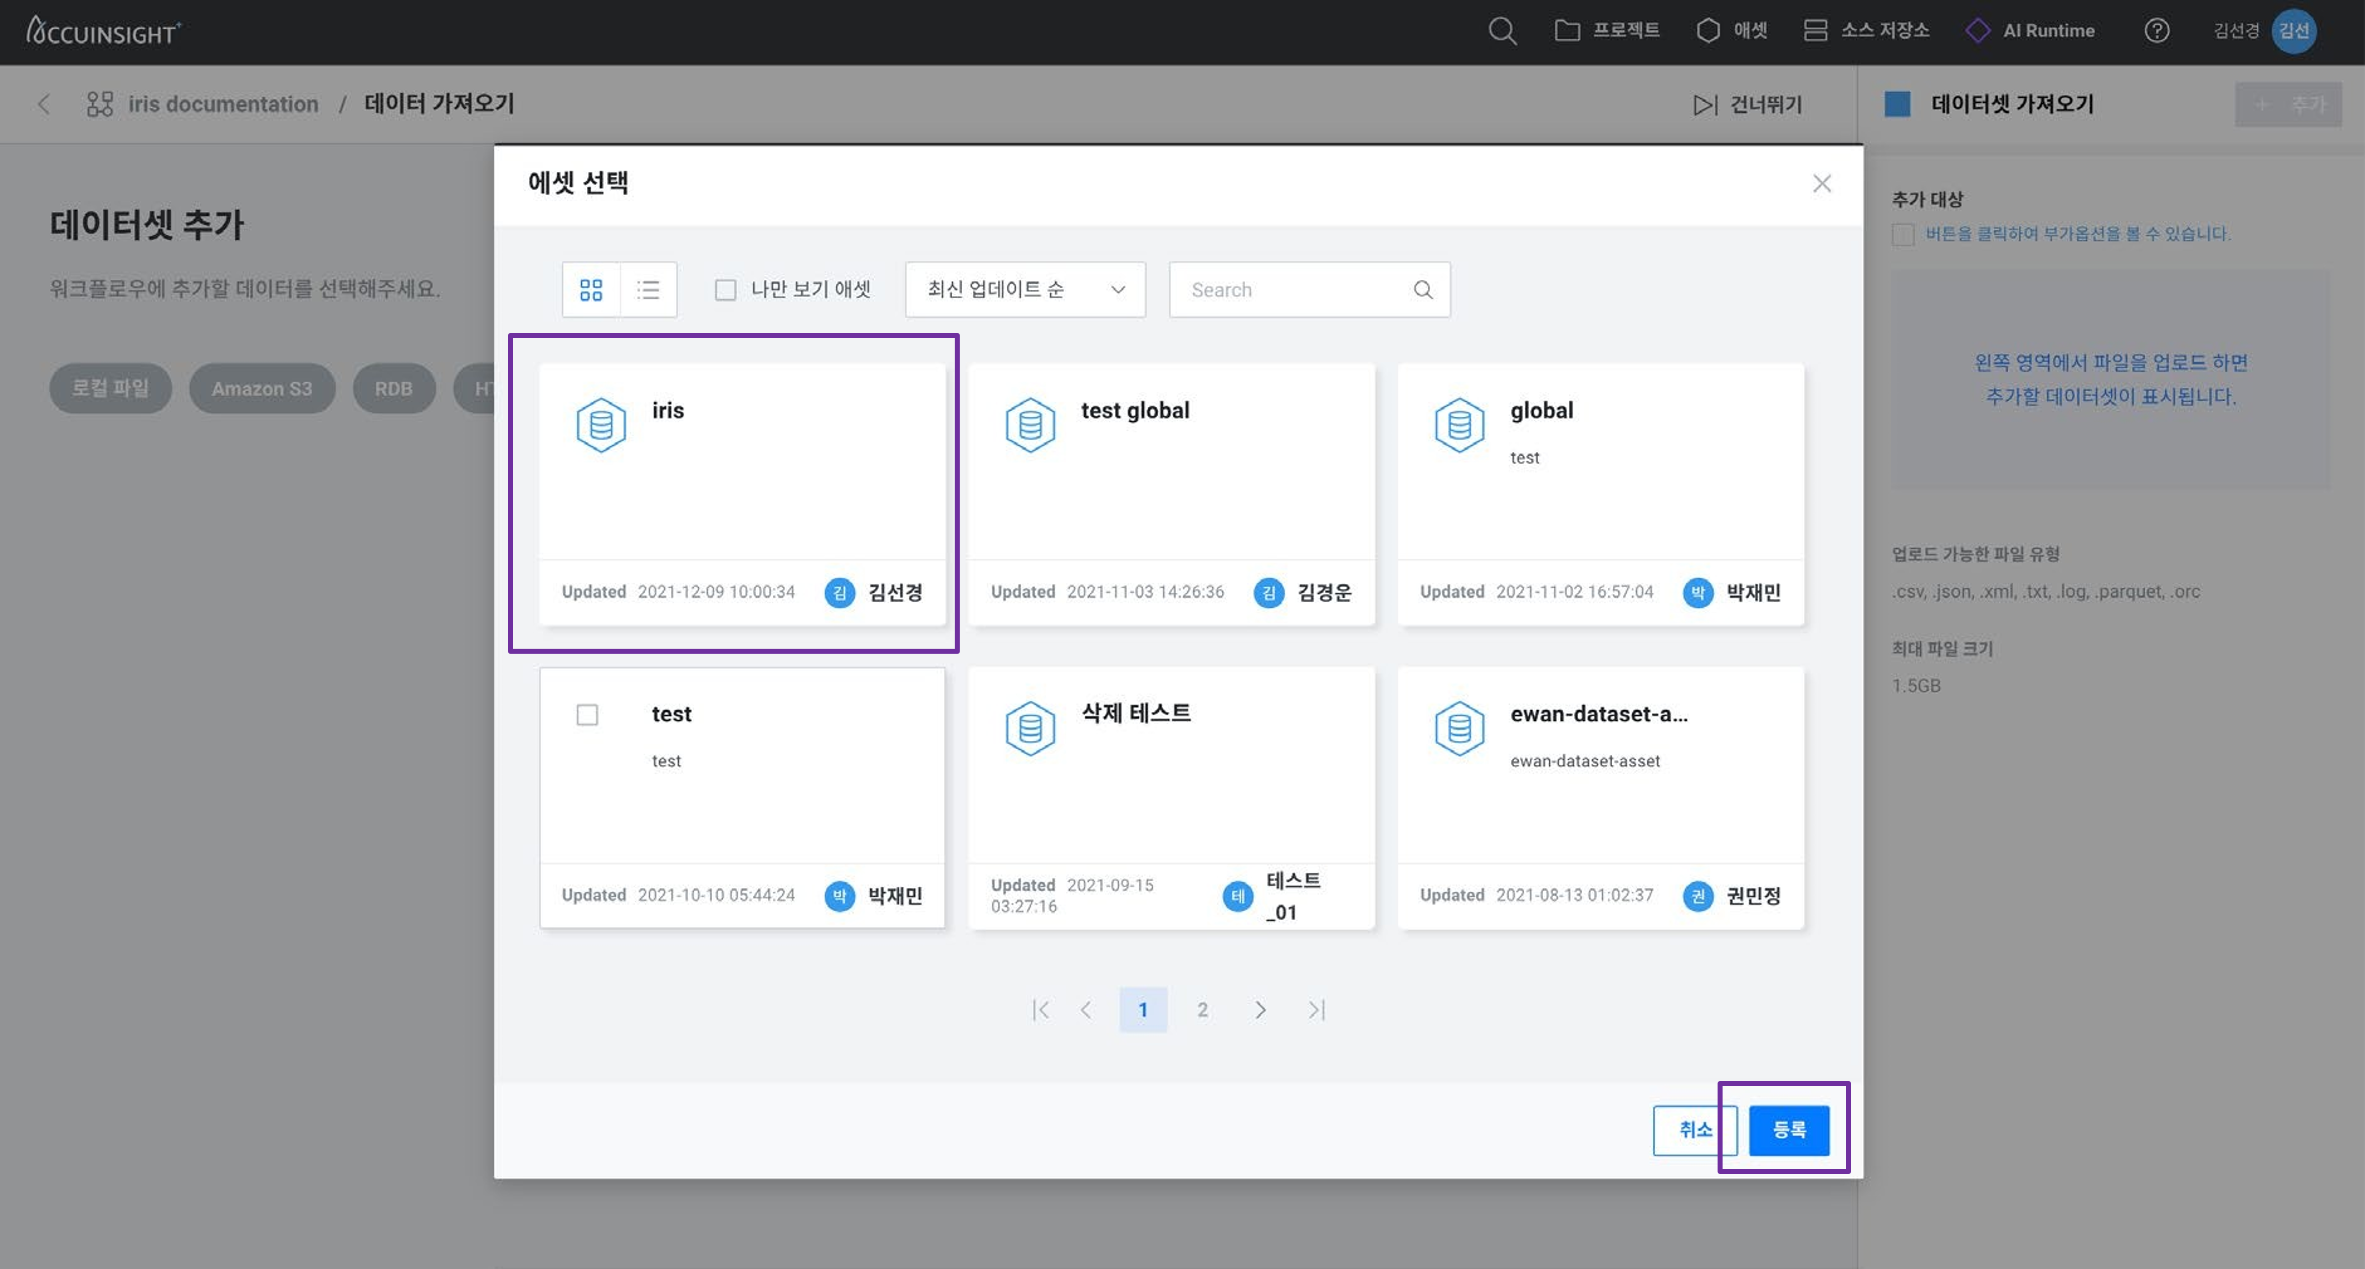 ACCUINSIGHT+
프로젝트
애셋
소스 저장소
AI Runtime
김선경
김선
iris documentation / 데이터 가져오기
건너뛰기
데이터셋 가져오기
+ 추가
데이터셋 추가
워크플로우에 추가할 데이터를 선택해주세요.
로컬 파일
Amazon S3
RDB
에셋 선택
나만 보기 애셋
최신 업데이트 순
Search
iris
Updated 2021-12-09 10:00:34
김 김선경
test global
Updated 2021-11-03 14:26:36
김 김경운
global
test
Updated 2021-11-02 16:57:04
박 박재민
test
test
Updated 2021-10-10 05:44:24
박 박재민
삭제 테스트
Updated 2021-09-15
03:27:16
테 테스트
_01
ewan-dataset-a...
ewan-dataset-asset
Updated 2021-08-13 01:02:37
권 권민정
1
2
취소
등록
추가 대상
버튼을 클릭하여 부가옵션을 볼 수 있습니다.
왼쪽 영역에서 파일을 업로드 하면
추가할 데이터셋이 표시됩니다.
업로드 가능한 파일 유형
.csv, .json, .xml, .txt, .log, .parquet, .orc
최대 파일 크기
1.5GB